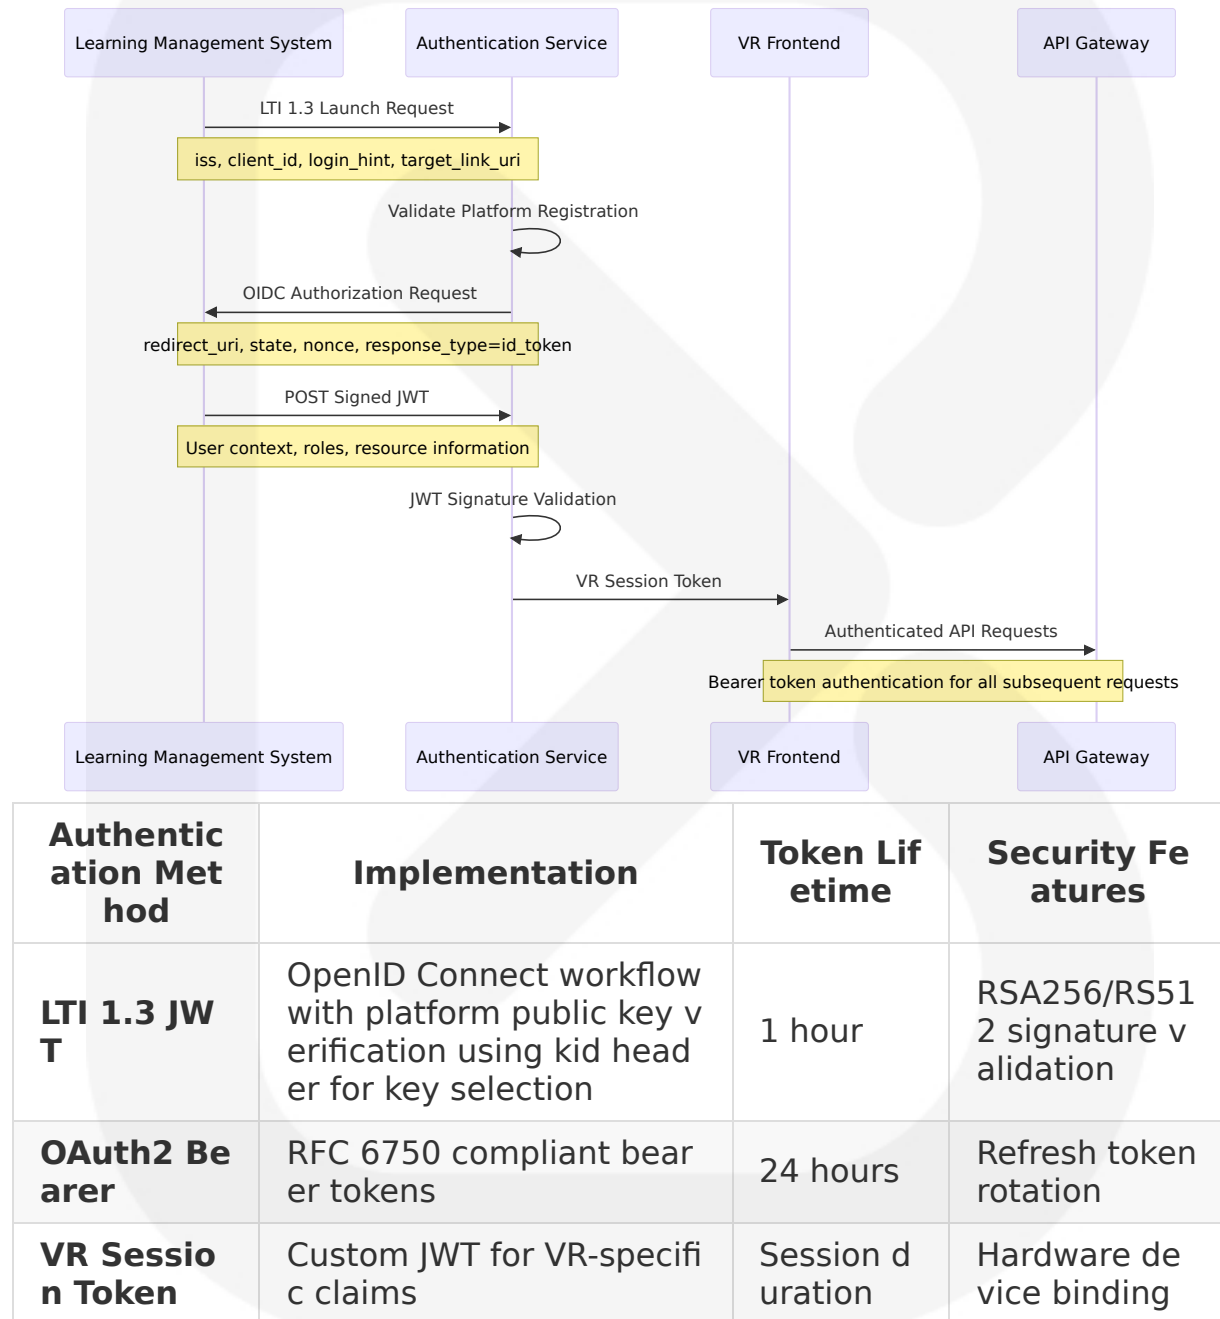 Learning Management System
Authentication Service
VR Frontend
API Gateway
LTI 1.3 Launch Request
iss, client_id, login_hint, target_link_uri
Validate Platform Registration
OIDC Authorization Request
redirect_uri, state, nonce, response_type=id_token
POST Signed JWT
User context, roles, resource information
JWT Signature Validation
VR Session Token
Authenticated API Requests
Bearer token authentication for all subsequent requests
Learning Management System
Authentication Service
VR Frontend
API Gateway
Authentic
ation Met
hod
Implementation
Token Lif
etime
Security Fe
atures
LTI 1.3 JW
T
OpenID Connect workflow
with platform public key v
erification using kid head
er for key selection
1 hour
RSA256/RS51
2 signature v
alidation
OAuth2 Be
arer
RFC 6750 compliant bear
er tokens
24 hours
Refresh token
rotation
VR Sessio
n Token
Custom JWT for VR-specifi
c claims
Session d
uration
Hardware de
vice binding